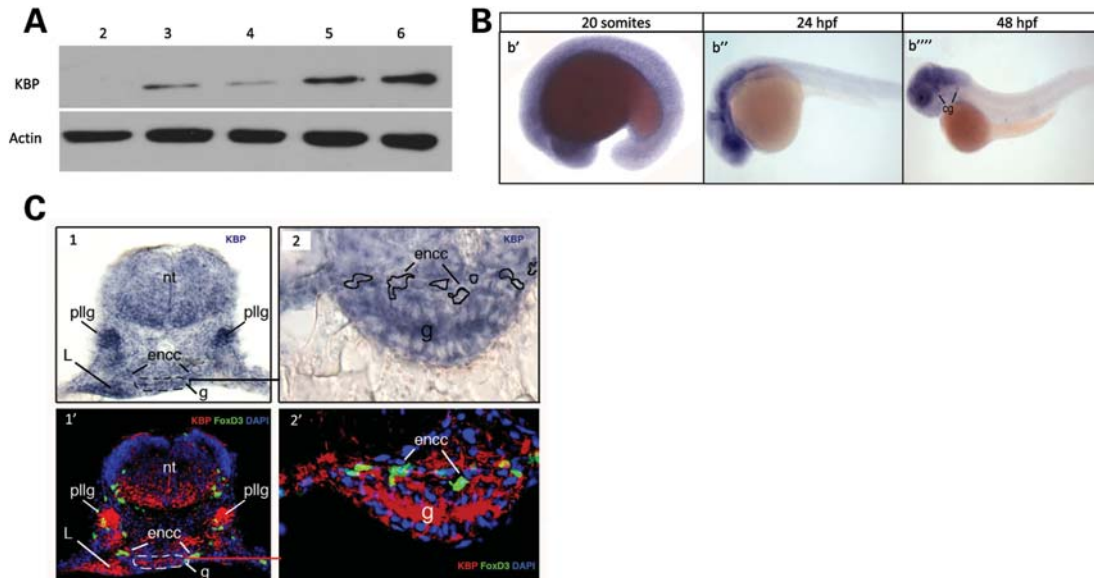 A
2 3 4 5 6
KBP
Actin
B
20 somites 24 hpf 48 hpf
b' b'' b''''
cg
C
1 KBP
nt
pllg pllg
L encc
g
2 KBP
encc
g
1' KBP FoxD3 DAPI
nt
pllg pllg
L encc
g
2'
encc
g
KBP FoxD3 DAPI